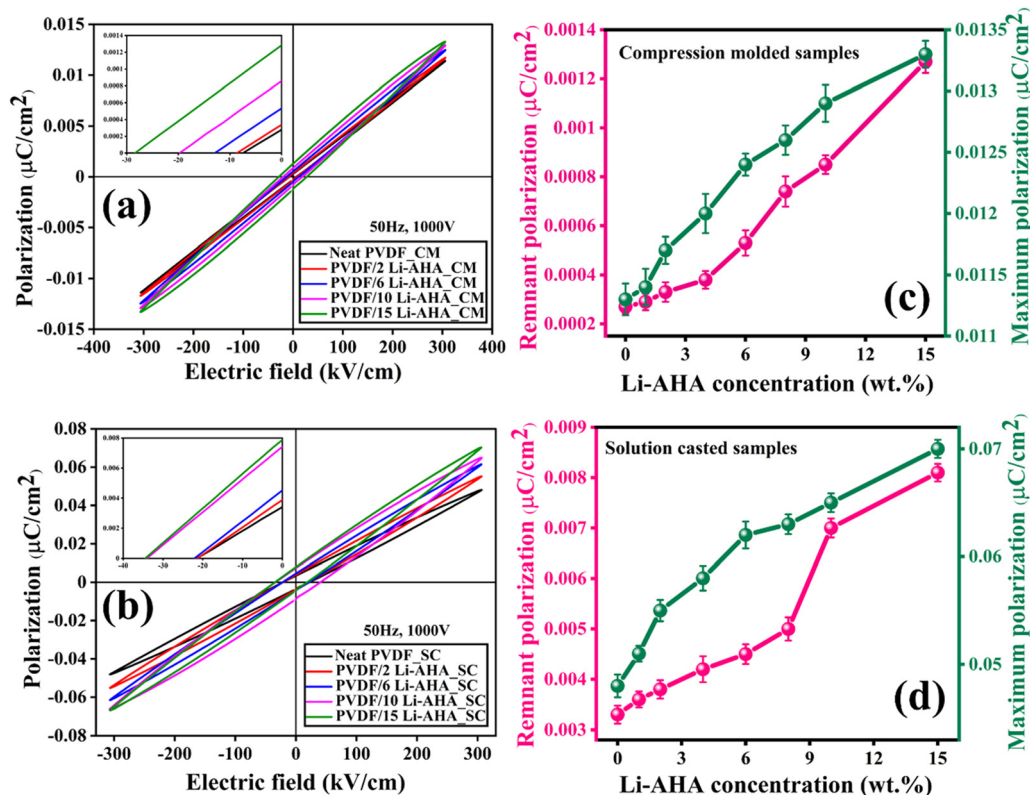 0.015
0.010
0.005
0
-0.005
-0.010
-0.015
Polarization (μC/cm²)
0.0014
0.0012
0.0010
0.0008
0.0006
0.0004
0.0002
0
-30 -20 -10 0
(a)
50Hz, 1000V
Neat PVDF_CM
PVDF/2 Li-AHA_CM
PVDF/6 Li-AHA_CM
PVDF/10 Li-AHA_CM
PVDF/15 Li-AHA_CM
-400 -300 -200 -100 0 100 200 300 400
Electric field (kV/cm)
Remnant polarization (μC/cm²)
0.0014
0.0012
0.0010
0.0008
0.0006
0.0004
0.0002
Compression molded samples
(c)
0.0135
0.013
0.0125
0.012
0.0115
0.011
Maximum polarization (μC/cm²)
0 3 6 9 12 15
Li-AHA concentration (wt.%)
0.08
0.06
0.04
0.02
0
-0.02
-0.04
-0.06
-0.08
Polarization (μC/cm²)
0.008
0.006
0.004
0.002
0
-40 -30 -20 -10 0
(b)
50Hz, 1000V
Neat PVDF_SC
PVDF/2 Li-AHA_SC
PVDF/6 Li-AHA_SC
PVDF/10 Li-AHA_SC
PVDF/15 Li-AHA_SC
-300 -200 -100 0 100 200 300
Electric field (kV/cm)
Remnant polarization (μC/cm²)
0.009
0.008
0.007
0.006
0.005
0.004
0.003
Solution casted samples
(d)
0.07
0.06
0.05
Maximum polarization (μC/cm²)
0 3 6 9 12 15
Li-AHA concentration (wt.%)